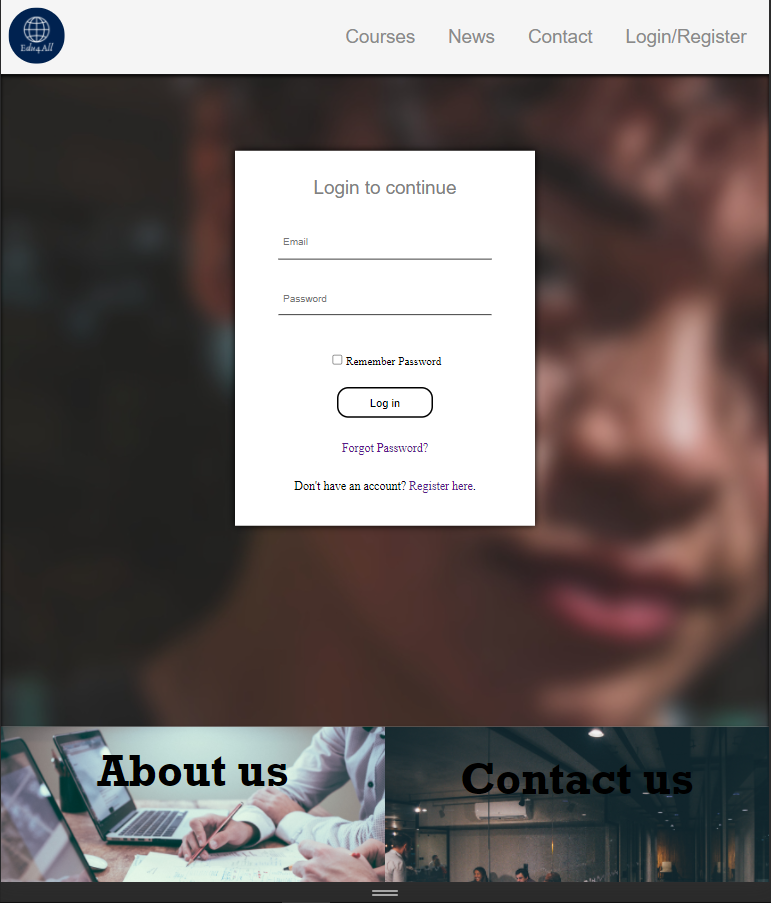 Edu4All
Courses News Contact Login/Register
Login to continue
Email
Password
Remember Password
Log in
Forgot Password?
Don't have an account? Register here.
About us
Contact us